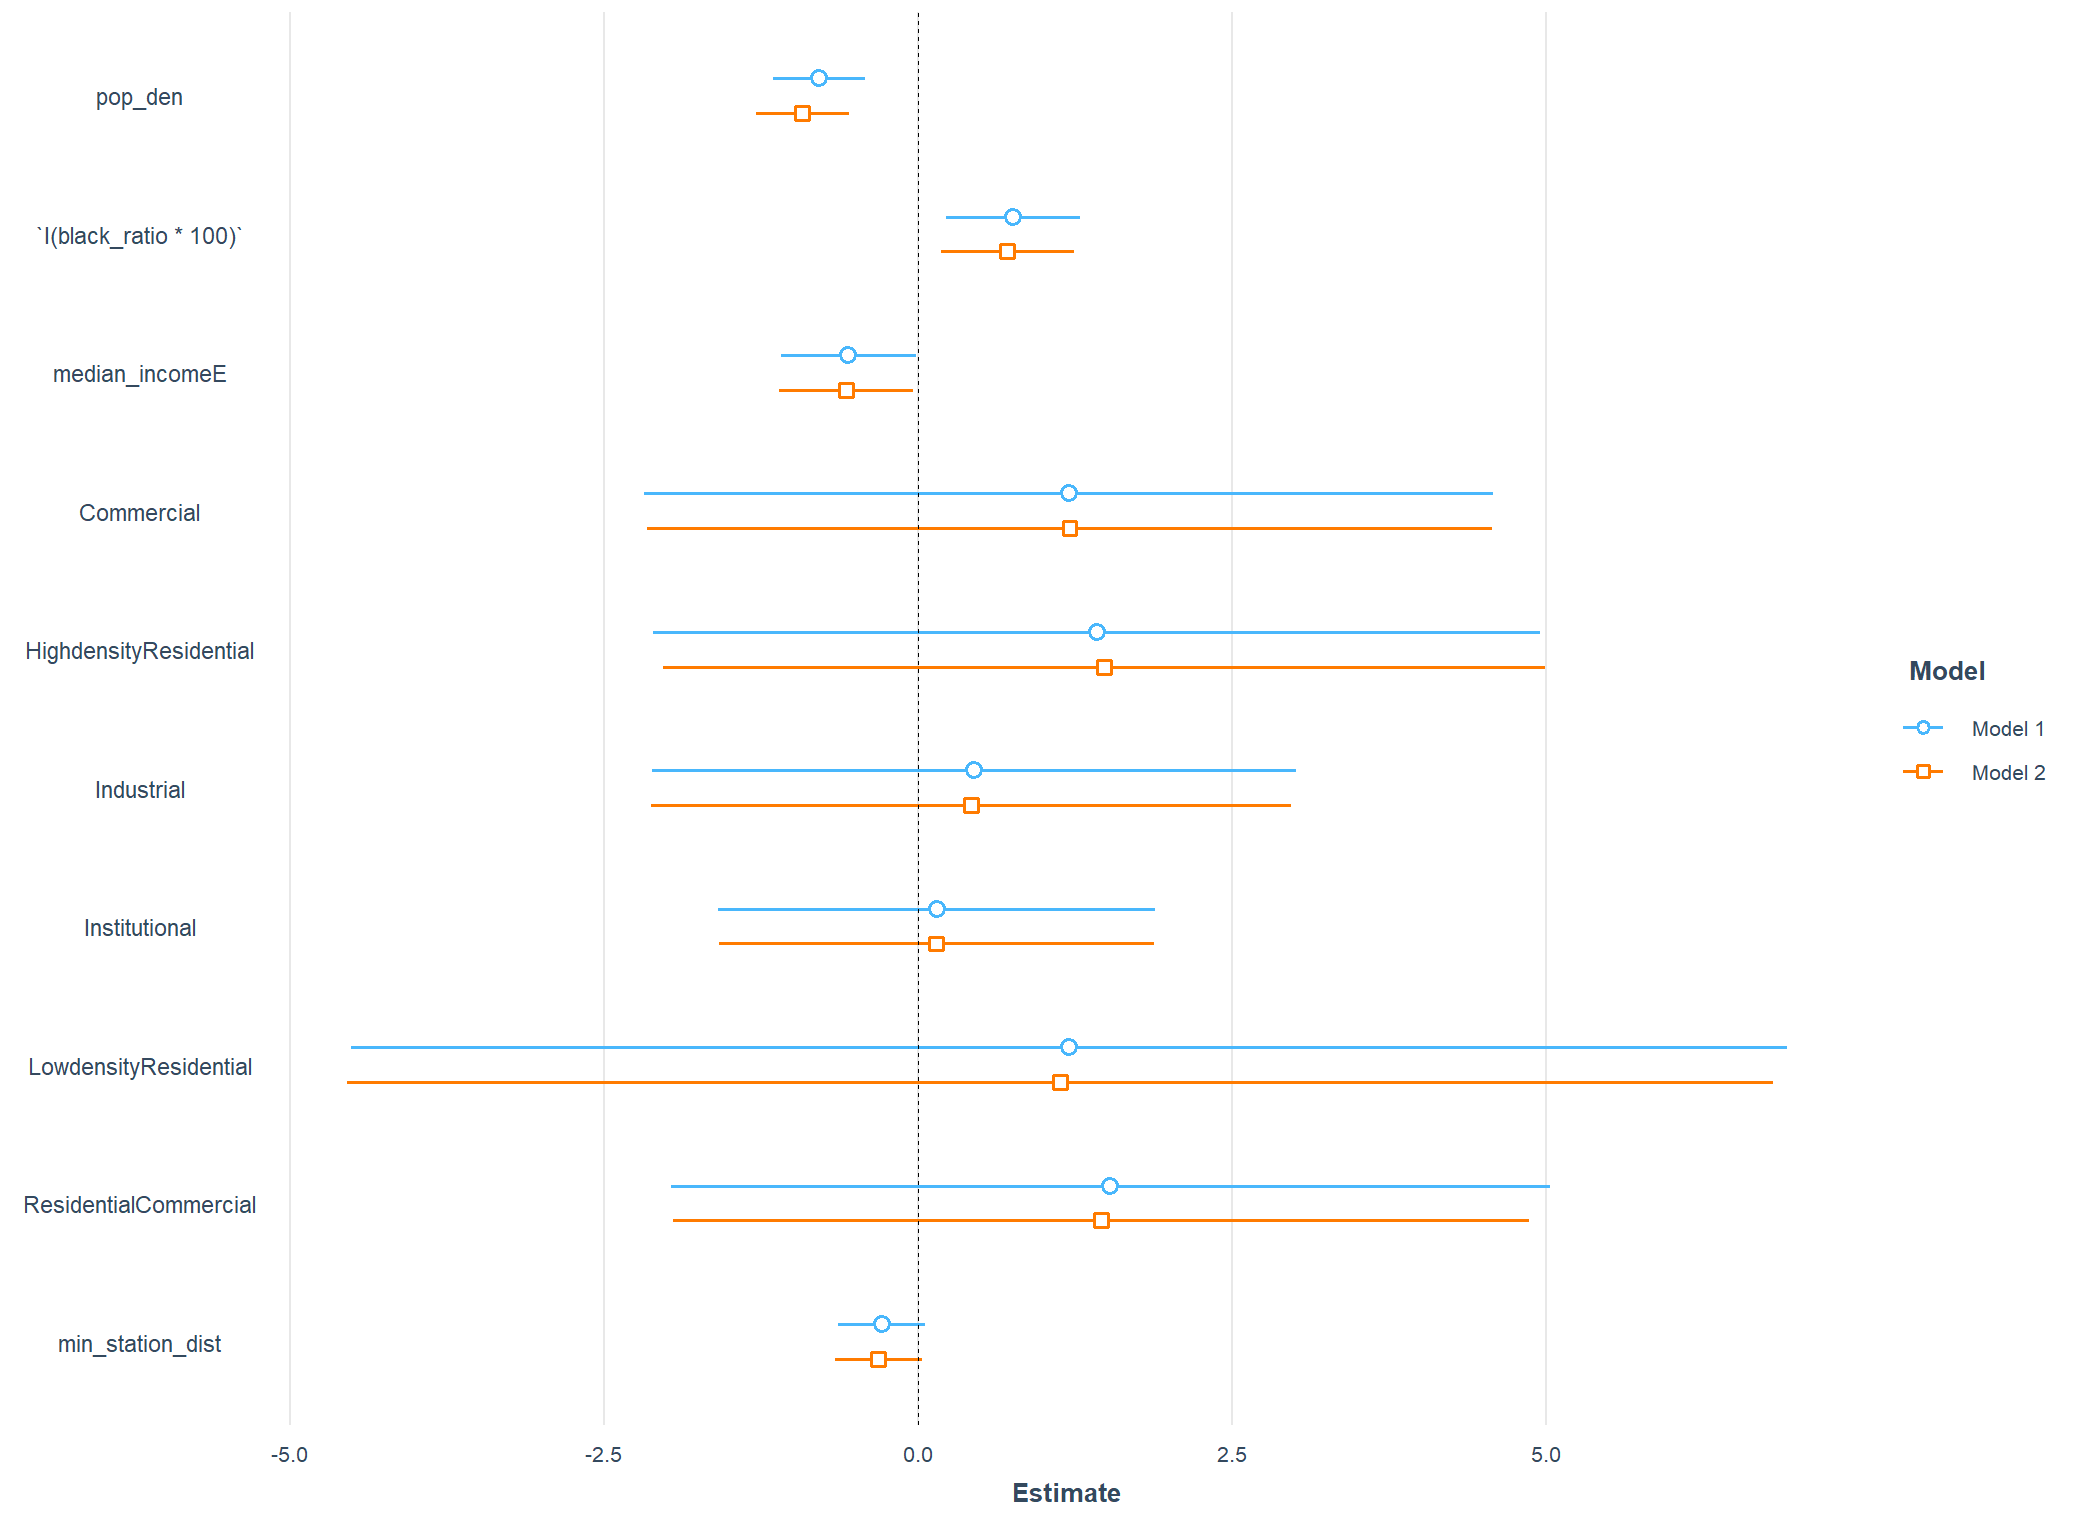 pop_den
`I(black_ratio * 100)`
median_incomeE
Commercial
HighdensityResidential
Industrial
Institutional
LowdensityResidential
ResidentialCommercial
min_station_dist
-5.0
-2.5
0.0
2.5
5.0
Estimate
Model
Model 1
Model 2